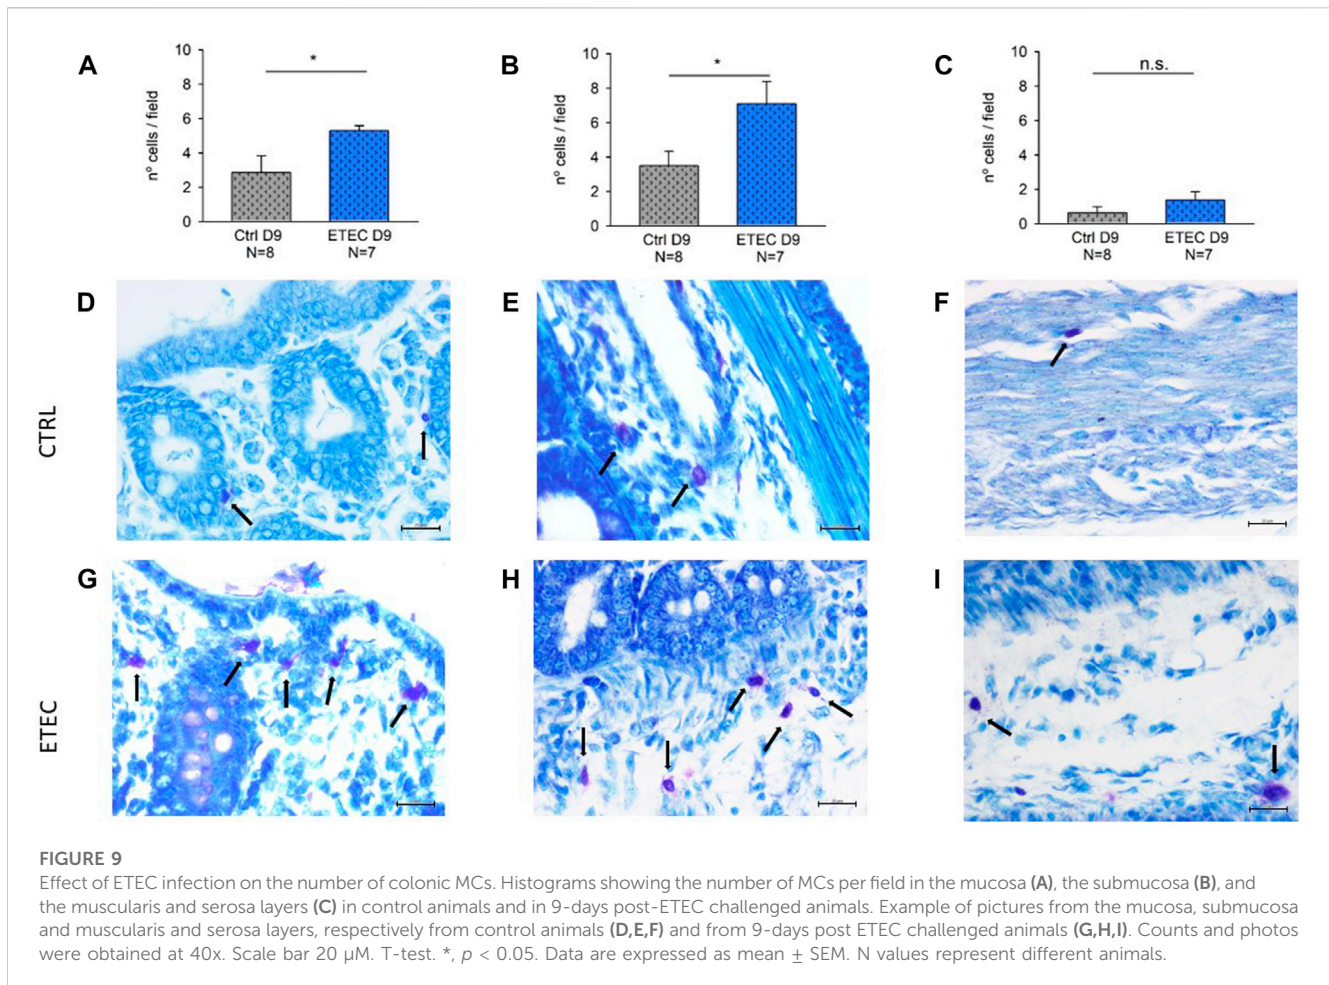 A
10
8
6
4
2
0
nº cells / field
*
Ctrl D9
N=8
ETEC D9
N=7
B
10
8
6
4
2
0
nº cells / field
*
Ctrl D9
N=8
ETEC D9
N=7
C
10
8
6
4
2
0
nº cells / field
n.s.
Ctrl D9
N=8
ETEC D9
N=7
CTRL
D
E
F
ETEC
G
H
I
FIGURE 9
Effect of ETEC infection on the number of colonic MCs. Histograms showing the number of MCs per field in the mucosa (A), the submucosa (B), and
the muscularis and serosa layers (C) in control animals and in 9-days post-ETEC challenged animals. Example of pictures from the mucosa, submucosa
and muscularis and serosa layers, respectively from control animals (D,E,F) and from 9-days post ETEC challenged animals (G,H,I). Counts and photos
were obtained at 40x. Scale bar 20 µM. T-test. *, p < 0.05. Data are expressed as mean ± SEM. N values represent different animals.